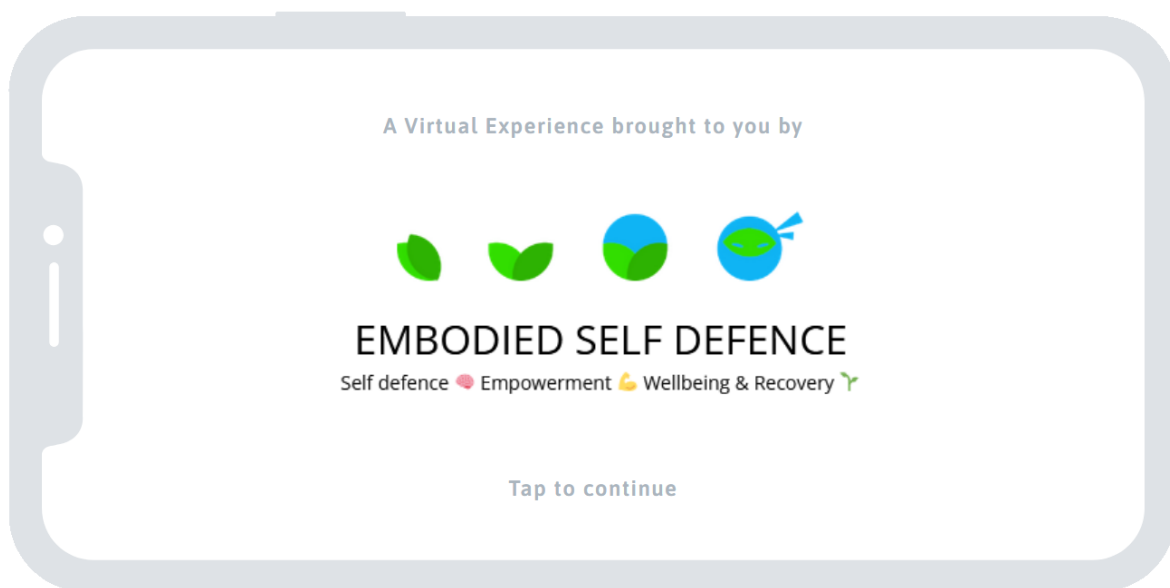 A Virtual Experience brought to you by
EMBODIED SELF DEFENCE
Self defence 🧠 Empowerment 💪 Wellbeing & Recovery 🌱
Tap to continue